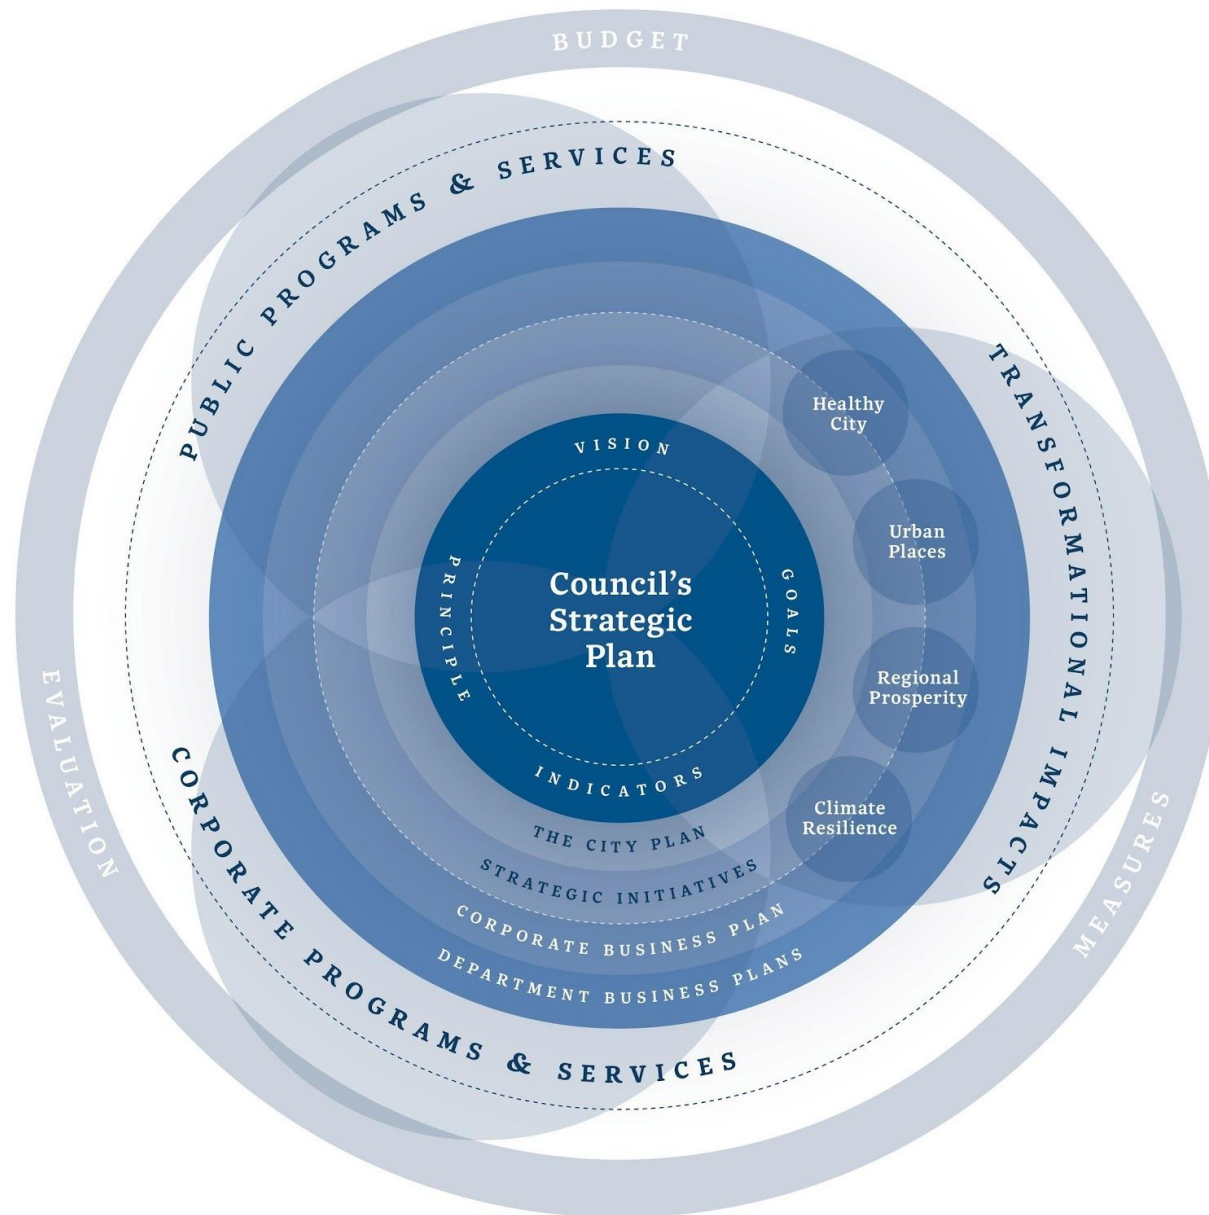 BUDGET
PUBLIC PROGRAMS & SERVICES
TRANSFORMATIONAL IMPACTS
Healthy
City
VISION
Urban
Places
PRINCIPLE
Council’s
Strategic
Plan
GOALS
Regional
Prosperity
INDICATORS
Climate
Resilience
THE CITY PLAN
STRATEGIC INITIATIVES
CORPORATE BUSINESS PLAN
DEPARTMENT BUSINESS PLANS
EVALUATION
MEASURES
CORPORATE PROGRAMS & SERVICES